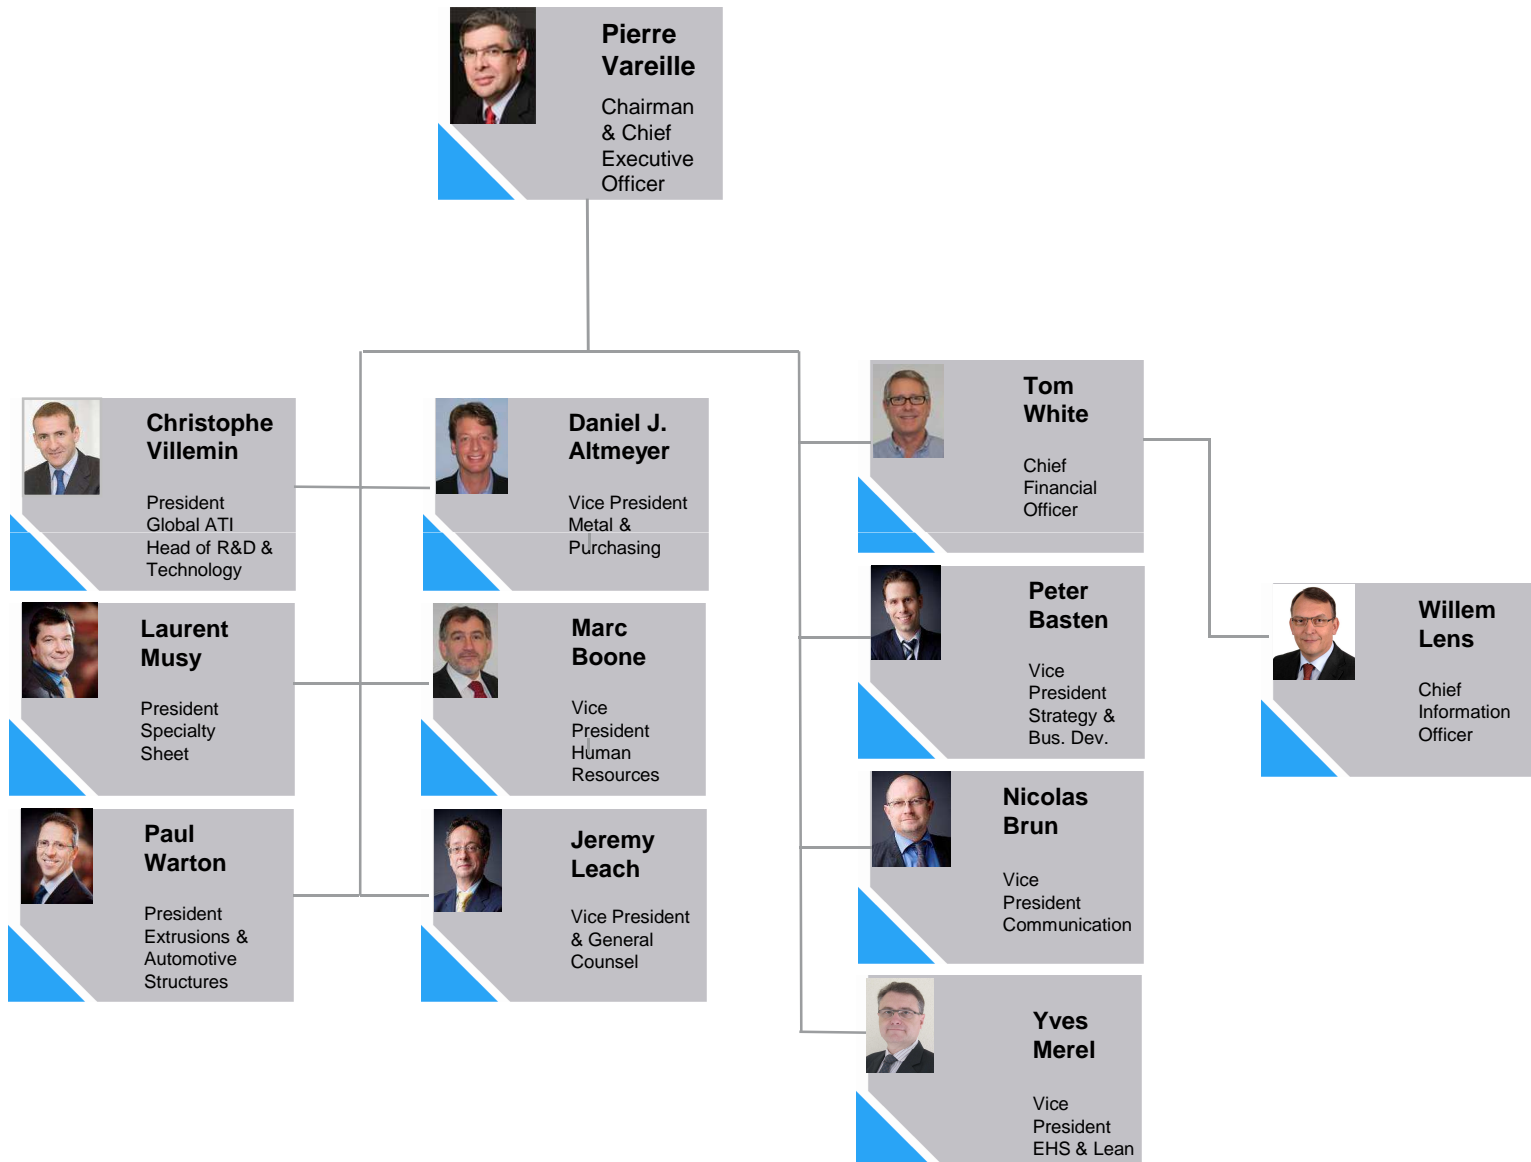 Pierre
Vareille
Chairman
& Chief
Executive
Officer
Christophe
Villemin
President
Global ATI
Head of R&D &
Technology
Daniel J.
Altmeyer
Vice President
Metal &
Purchasing
Tom
White
Chief
Financial
Officer
Laurent
Musy
President
Specialty
Sheet
Marc
Boone
Vice
President
Human
Resources
Peter
Basten
Vice
President
Strategy &
Bus. Dev.
Willem
Lens
Chief
Information
Officer
Paul
Warton
President
Extrusions &
Automotive
Structures
Jeremy
Leach
Vice President
& General
Counsel
Nicolas
Brun
Vice
President
Communication
Yves
Merel
Vice
President
EHS & Lean